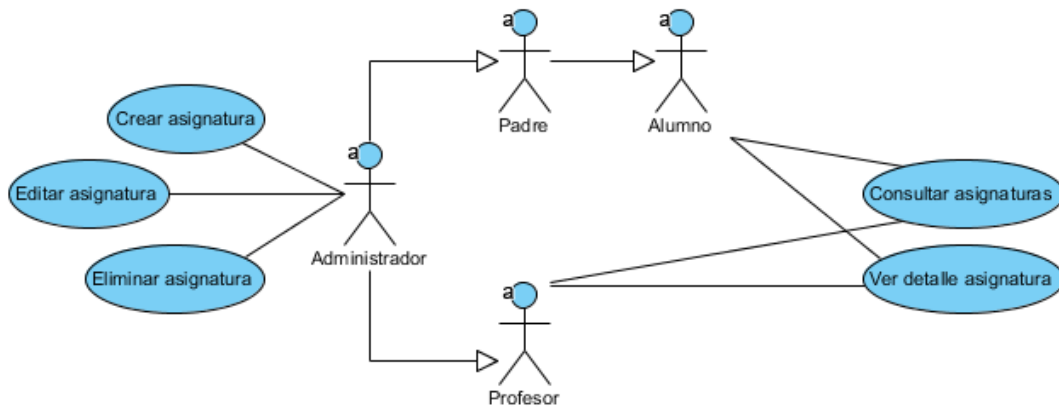 a
a
Padre
Alumno
Crear asignatura
a
Editar asignatura
Consultar asignaturas
Administrador
Eliminar asignatura
Ver detalle asignatura
a
Profesor